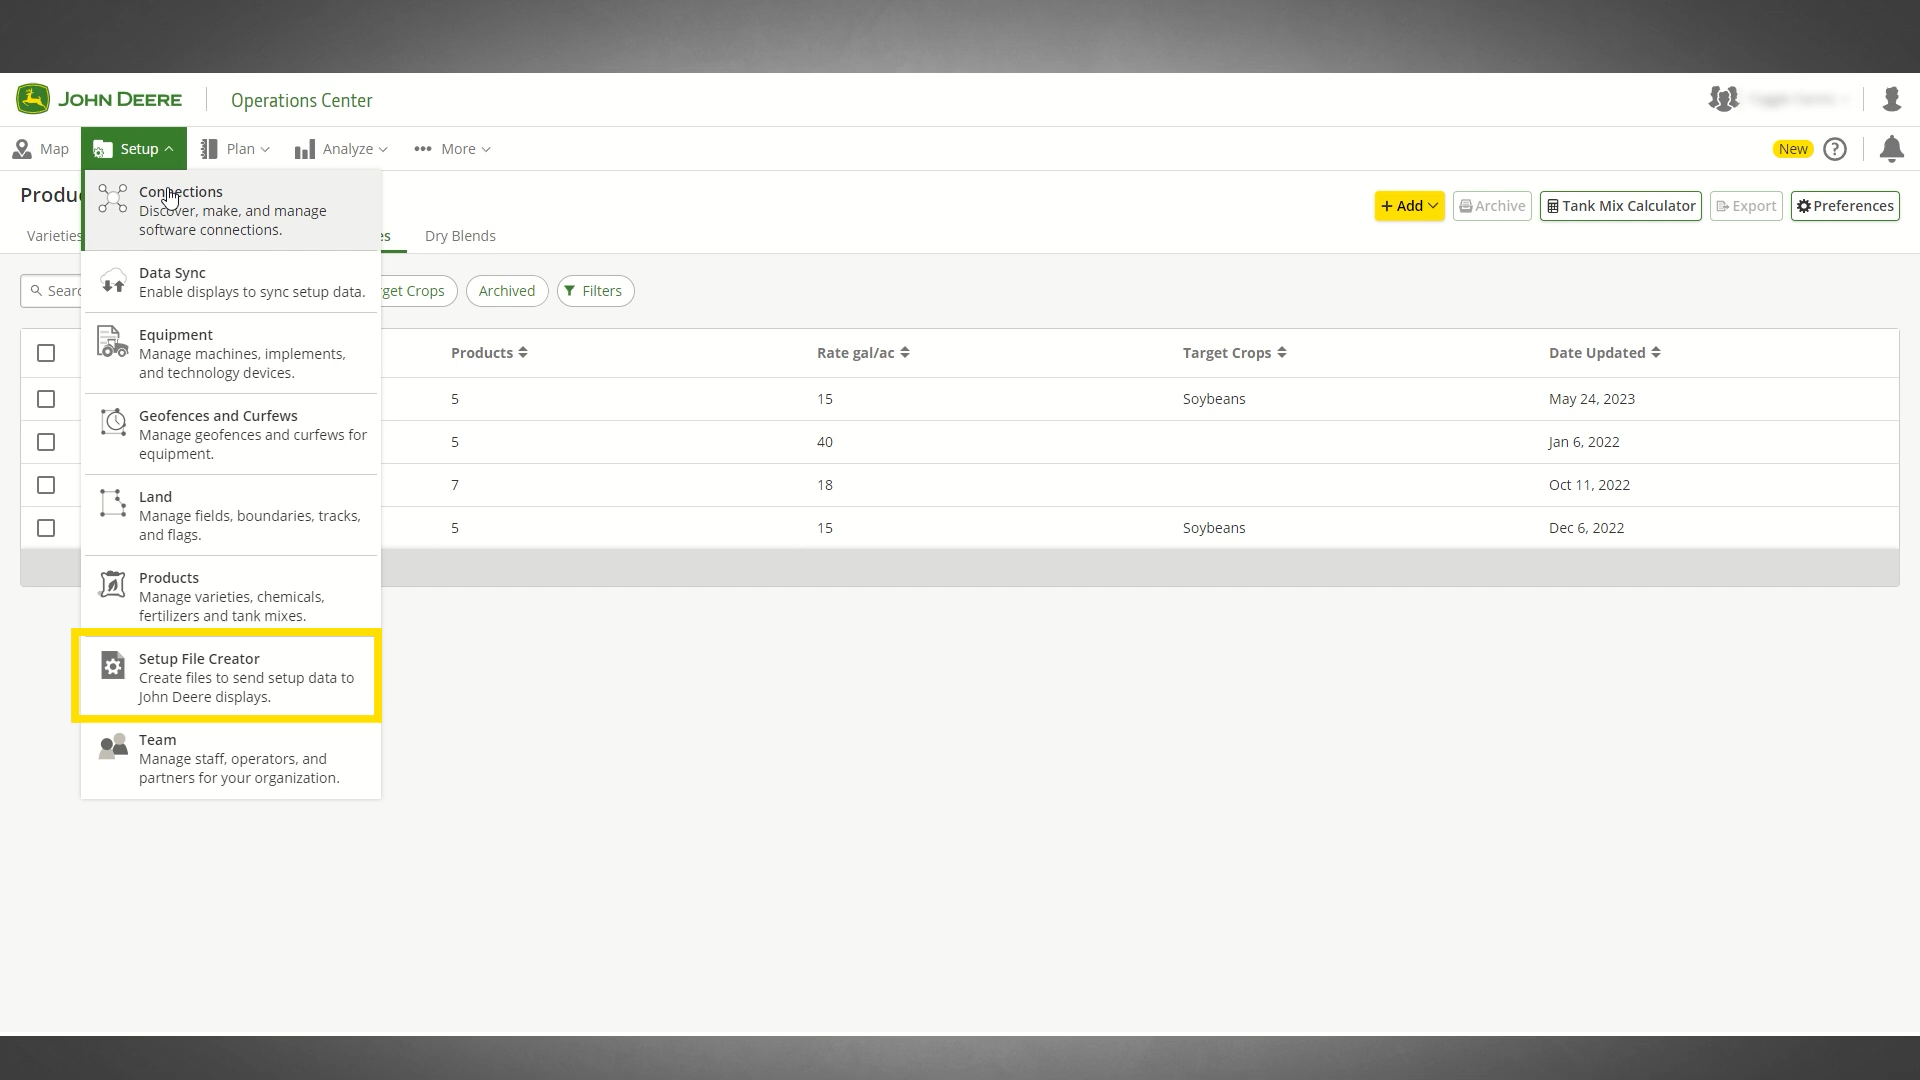 JOHN DEERE
Operations Center
Map
Setup
Plan
Analyze
More
New
?
Produ
+ Add
Archive
Tank Mix Calculator
Export
Preferences
Varieties
es
Dry Blends
Searc
rget Crops
Archived
Filters
Connections
Discover, make, and manage
software connections.
Data Sync
Enable displays to sync setup data.
Equipment
Manage machines, implements,
and technology devices.
Geofences and Curfews
Manage geofences and curfews for
equipment.
Land
Manage fields, boundaries, tracks,
and flags.
Products
Manage varieties, chemicals,
fertilizers and tank mixes.
Setup File Creator
Create files to send setup data to
John Deere displays.
Team
Manage staff, operators, and
partners for your organization.
Products Rate gal/ac Target Crops Date Updated
5 15 Soybeans May 24, 2023
5 40 Jan 6, 2022
7 18 Oct 11, 2022
5 15 Soybeans Dec 6, 2022